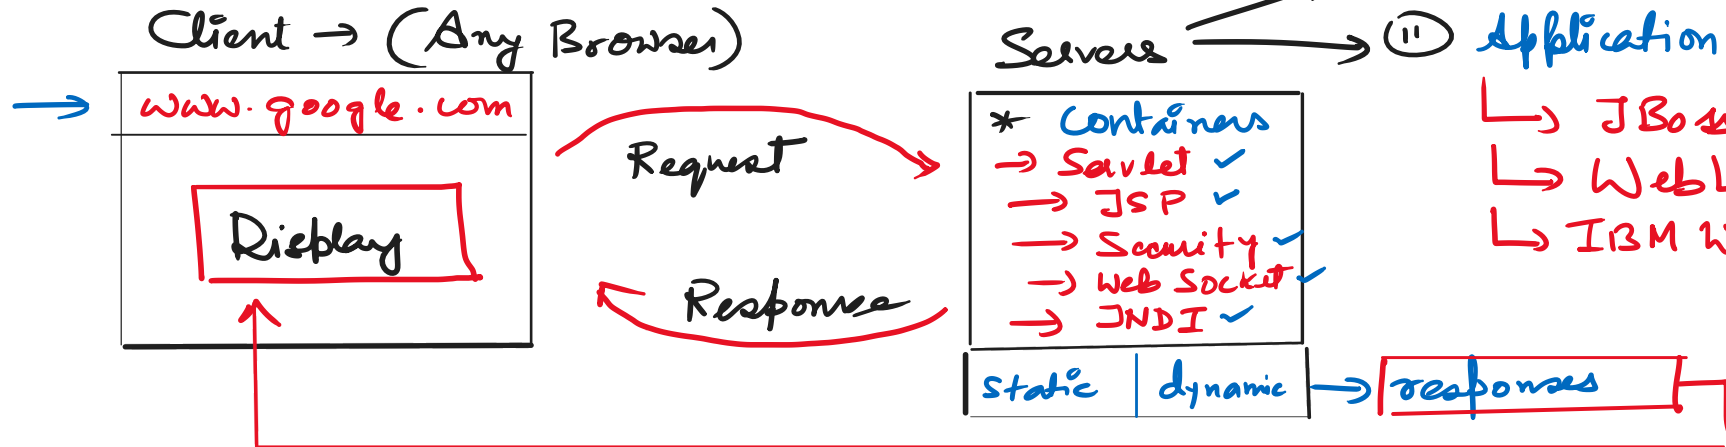 Client → (Any Browser)
www.google.com
Display
Request
Response
Servers
* Containers
→ Servlet ✓
→ JSP ✓
→ Security ✓
→ Web Socket ✓
→ JNDI ✓
static | dynamic → responses
II Application
→ JBoss
→ WebL
→ IBM W